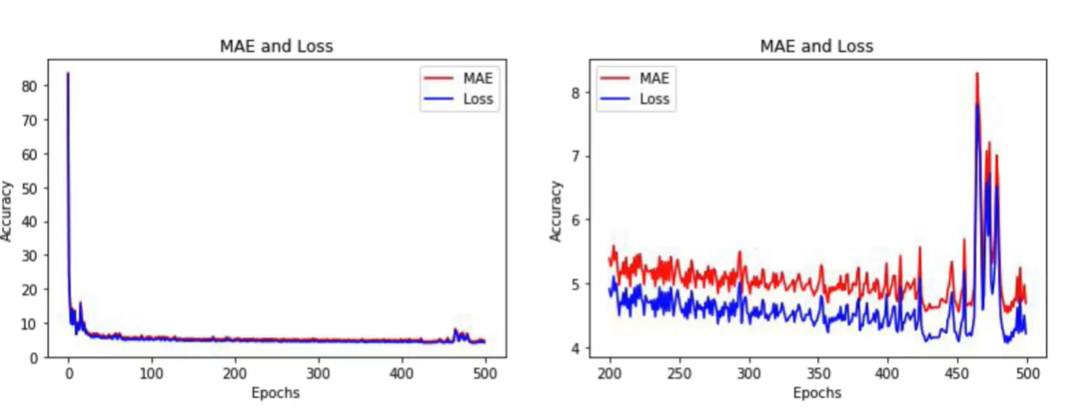 MAE and Loss
MAE
Loss
Accuracy
80
70
60
50
40
30
20
10
0
0 100 200 300 400 500
Epochs
MAE and Loss
MAE
Loss
Accuracy
8
7
6
5
4
200 250 300 350 400 450 500
Epochs